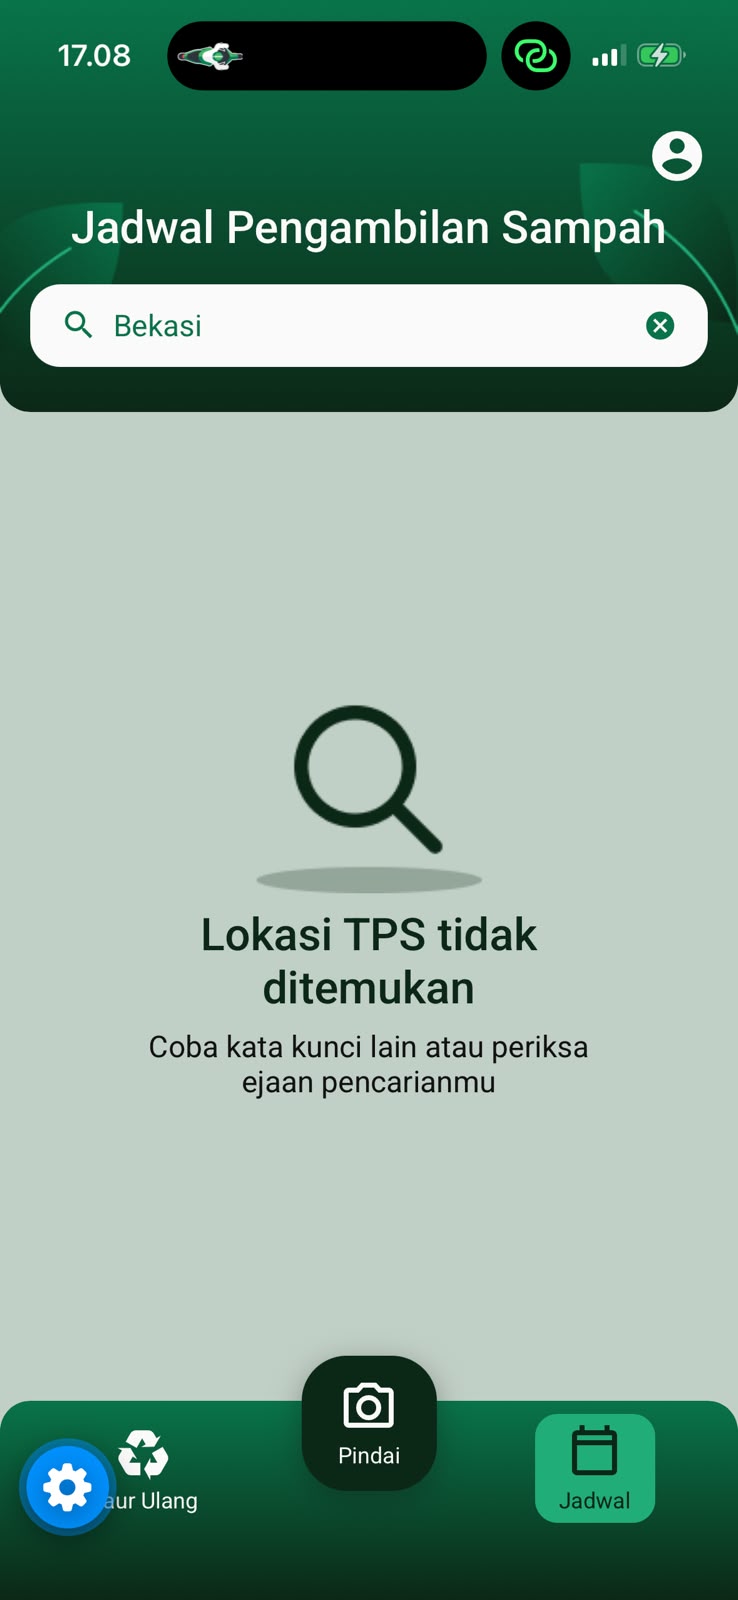 17.08
Jadwal Pengambilan Sampah
Bekasi
Lokasi TPS tidak
ditemukan
Coba kata kunci lain atau periksa
ejaan pencarianmu
Pindai
aur Ulang
Jadwal